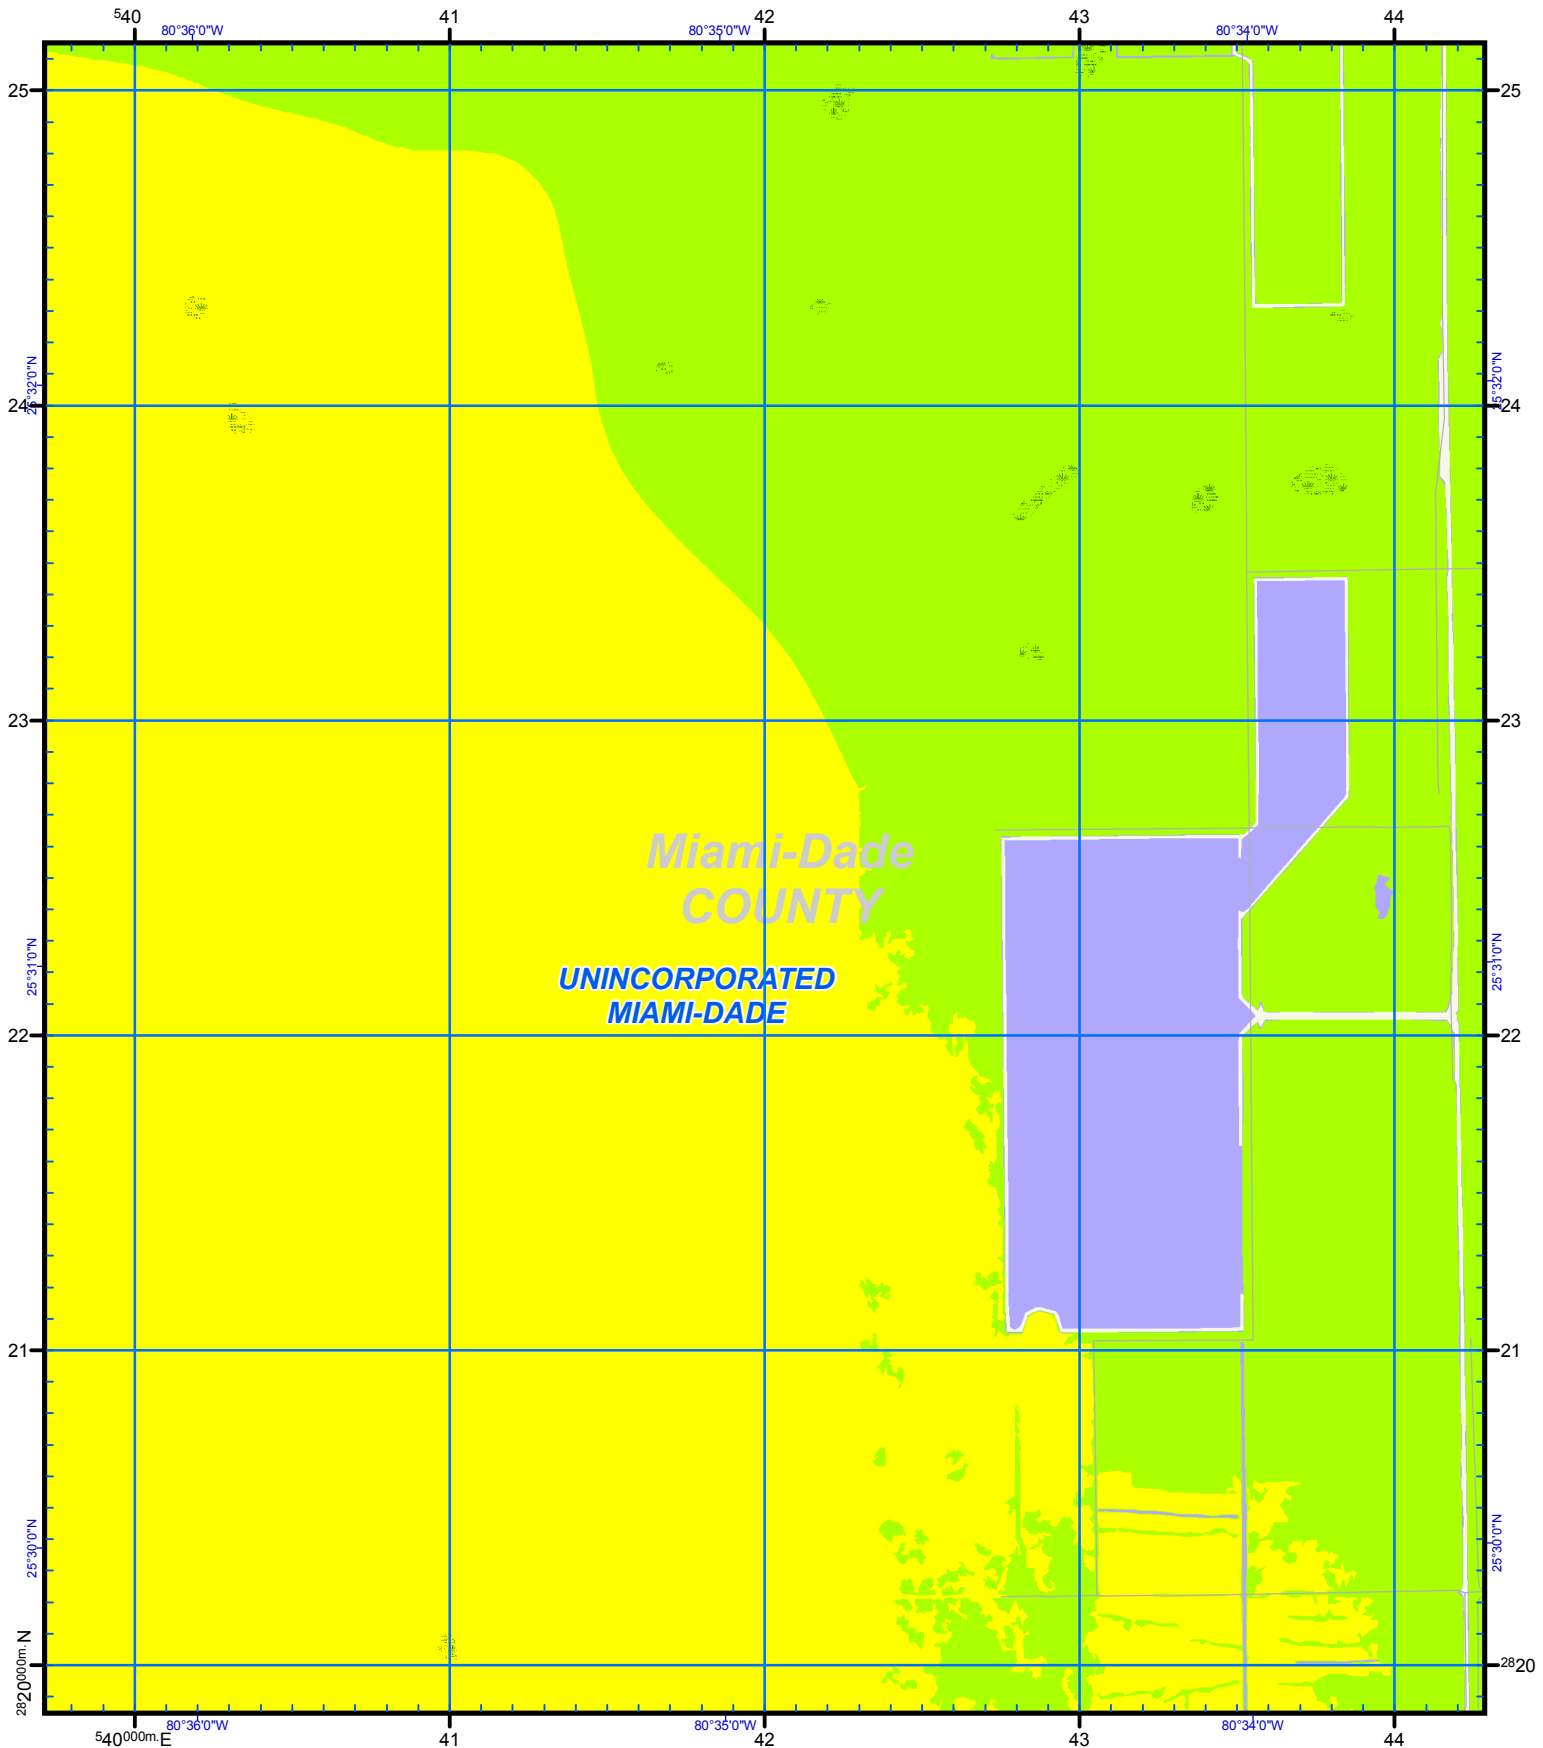 540 41 42 43 44
80°36'0"W 80°35'0"W 80°34'0"W
25 25
25°32'0"N 25°32'0"N
24 24
23 23
Miami-Dade
COUNTY
25°31'0"N 25°31'0"N
UNINCORPORATED
MIAMI-DADE
22 22
21 21
25°30'0"N 25°30'0"N
2820000m. N 2820
80°36'0"W 80°35'0"W 80°34'0"W
540000m. E 41 42 43 44